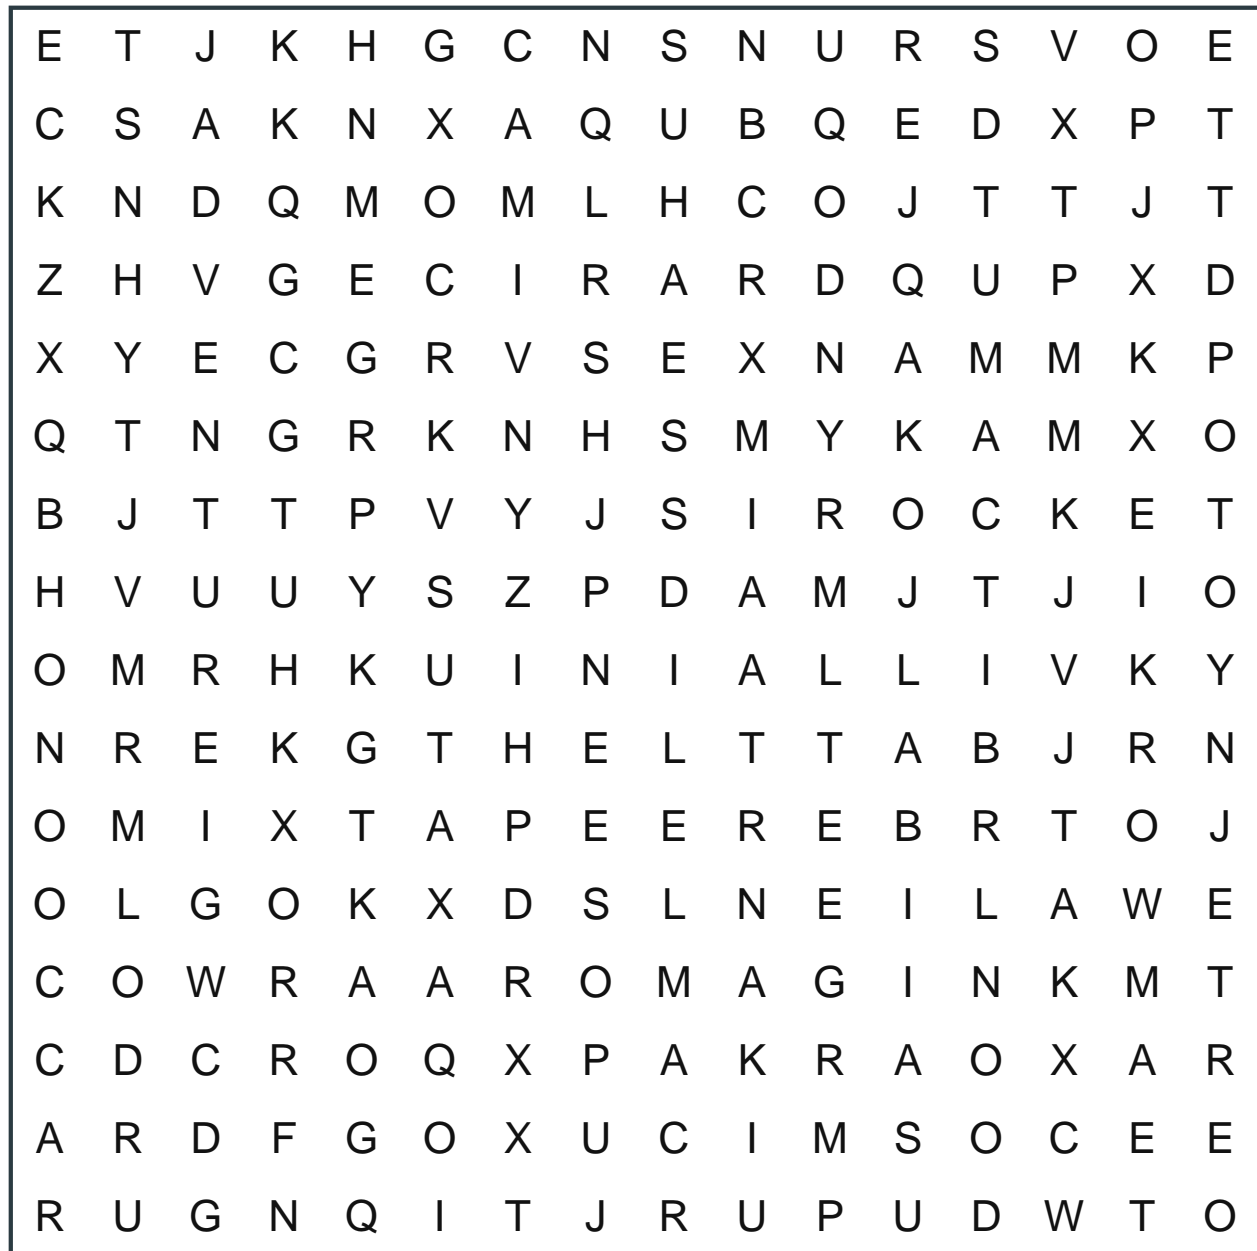 E T J K H G C N S N U R S V O E
C S A K N X A Q U B Q E D X P T
K N D Q M O M L H C O J T T J T
Z H V G E C I R A R D Q U P X D
X Y E C G R V S E X N A M M K P
Q T N G R K N H S M Y K A M X O
B J T T P V Y J S I R O C K E T
H V U U Y S Z P D A M J T J I O
O M R H K U I N I A L L I V K Y
N R E K G T H E L T T A B J R N
O M I X T A P E E R E B R T O J
O L G O K X D S L N E I L A W E
C O W R A A R O M A G I N K M T
C D C R O Q X P A K R A O X A R
A R D F G O X U C I M S O C E E
R U G N Q I T J R U P U D W T O